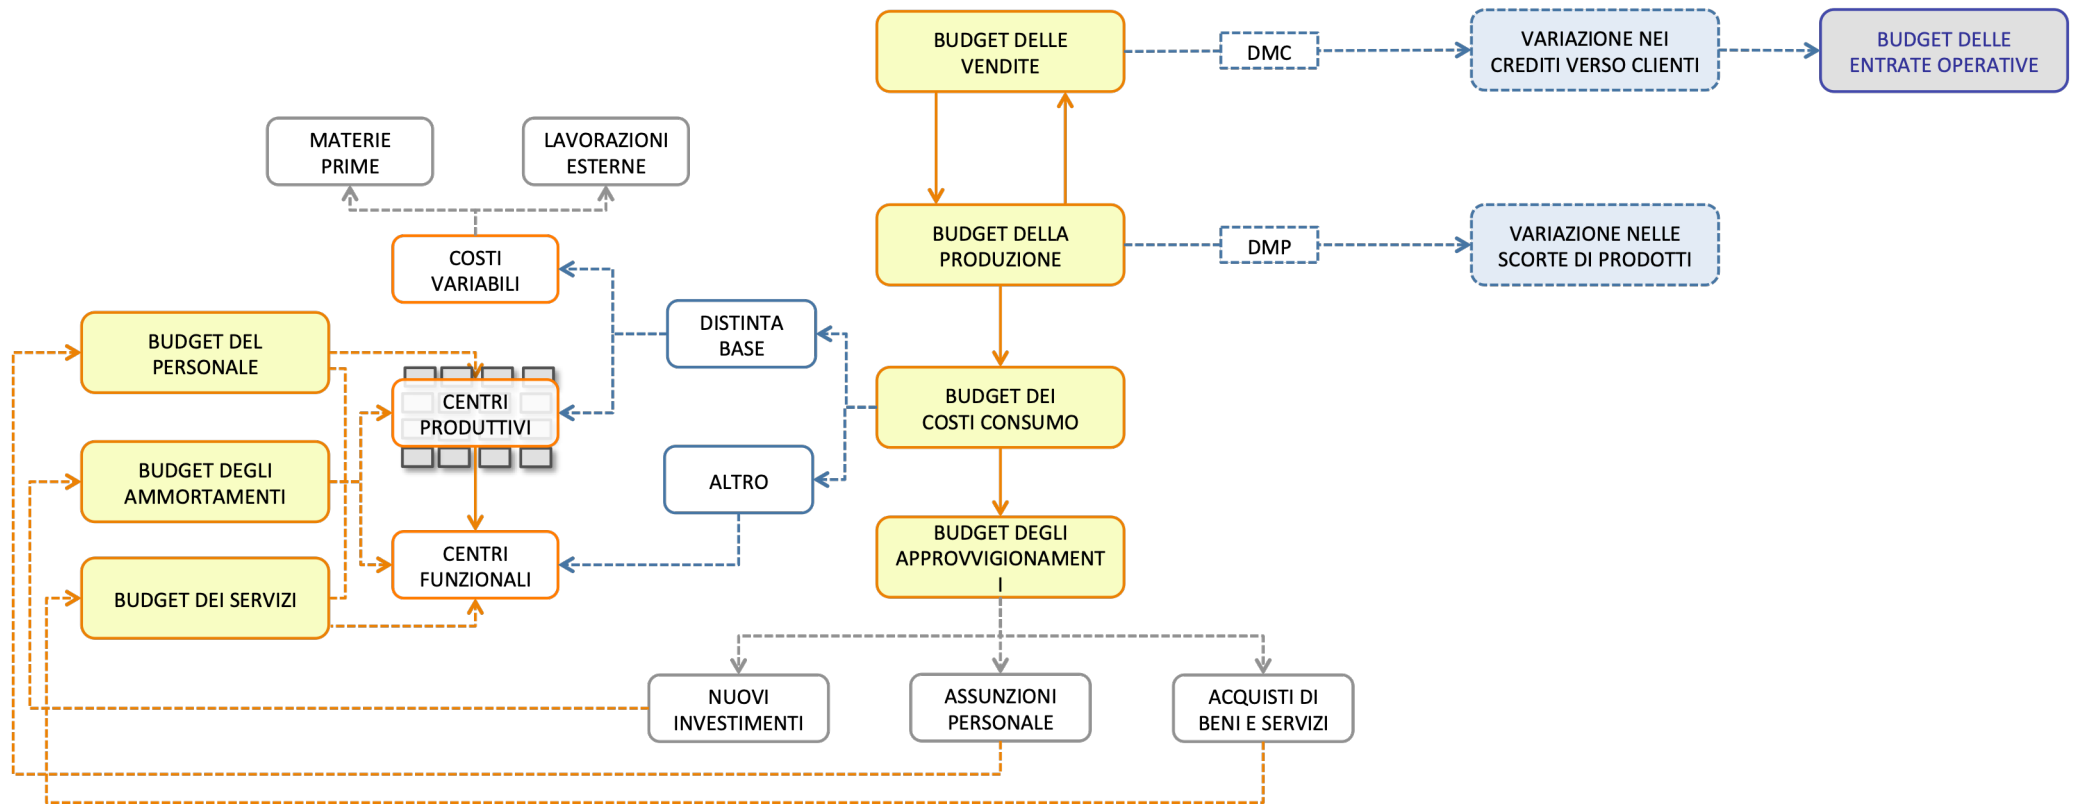 BUDGET DELLE
VENDITE
DMC
VARIAZIONE NEI
CREDITI VERSO CLIENTI
BUDGET DELLE
ENTRATE OPERATIVE
MATERIE
PRIME
LAVORAZIONI
ESTERNE
BUDGET DELLA
PRODUZIONE
DMP
VARIAZIONE NELLE
SCORTE DI PRODOTTI
COSTI
VARIABILI
DISTINTA
BASE
BUDGET DEL
PERSONALE
CENTRI
PRODUTTIVI
BUDGET DEI
COSTI CONSUMO
BUDGET DEGLI
AMMORTAMENTI
ALTRO
BUDGET DEGLI
APPROVVIGIONAMENT
I
CENTRI
FUNZIONALI
BUDGET DEI SERVIZI
NUOVI
INVESTIMENTI
ASSUNZIONI
PERSONALE
ACQUISTI DI
BENI E SERVIZI